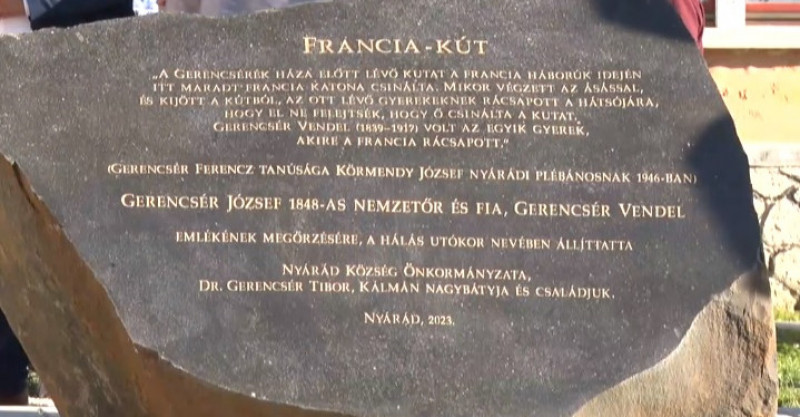 FRANCIA-KÚT
„A GERENCSÉREK HÁZA ELŐTT LÉVŐ KUTAT A FRANCIA HÁBORÚK IDEJÉN
ITT MARADT FRANCIA KATONA CSINÁLTA. MIKOR VÉGZETT AZ ÁSÁSSAL,
ÉS KIJÖTT A KÚTBÓL, AZ OTT LÉVŐ GYEREKEKNEK RÁCSAPOTT A HÁTSÓJÁRA,
HOGY EL NE FELEJTSÉK, HOGY Ő CSINÁLTA A KUTAT.
GERENCSÉR VENDEL (1839-1917) VOLT AZ EGYIK GYEREK,
AKIRE A FRANCIA RÁCSAPOTT."
(GERENCSÉR FERENCZ TANÚSÁGA KÖRMENDY JÓZSEF NYÁRÁDI PLÉBÁNOSNAK 1946-BAN)
GERENCSÉR JÓZSEF 1848-AS NEMZETŐR ÉS FIA, GERENCSÉR VENDEL
EMLÉKÉNEK MEGŐRZÉSÉRE, A HÁLÁS UTÓKOR NEVÉBEN ÁLLÍTTATTA
NYÁRÁD KÖZSÉG ÖNKORMÁNYZATA,
DR. GERENCSÉR TIBOR, KÁLMÁN NAGYBÁTYJA ÉS CSALÁDJUK.
NYÁRÁD, 2023.